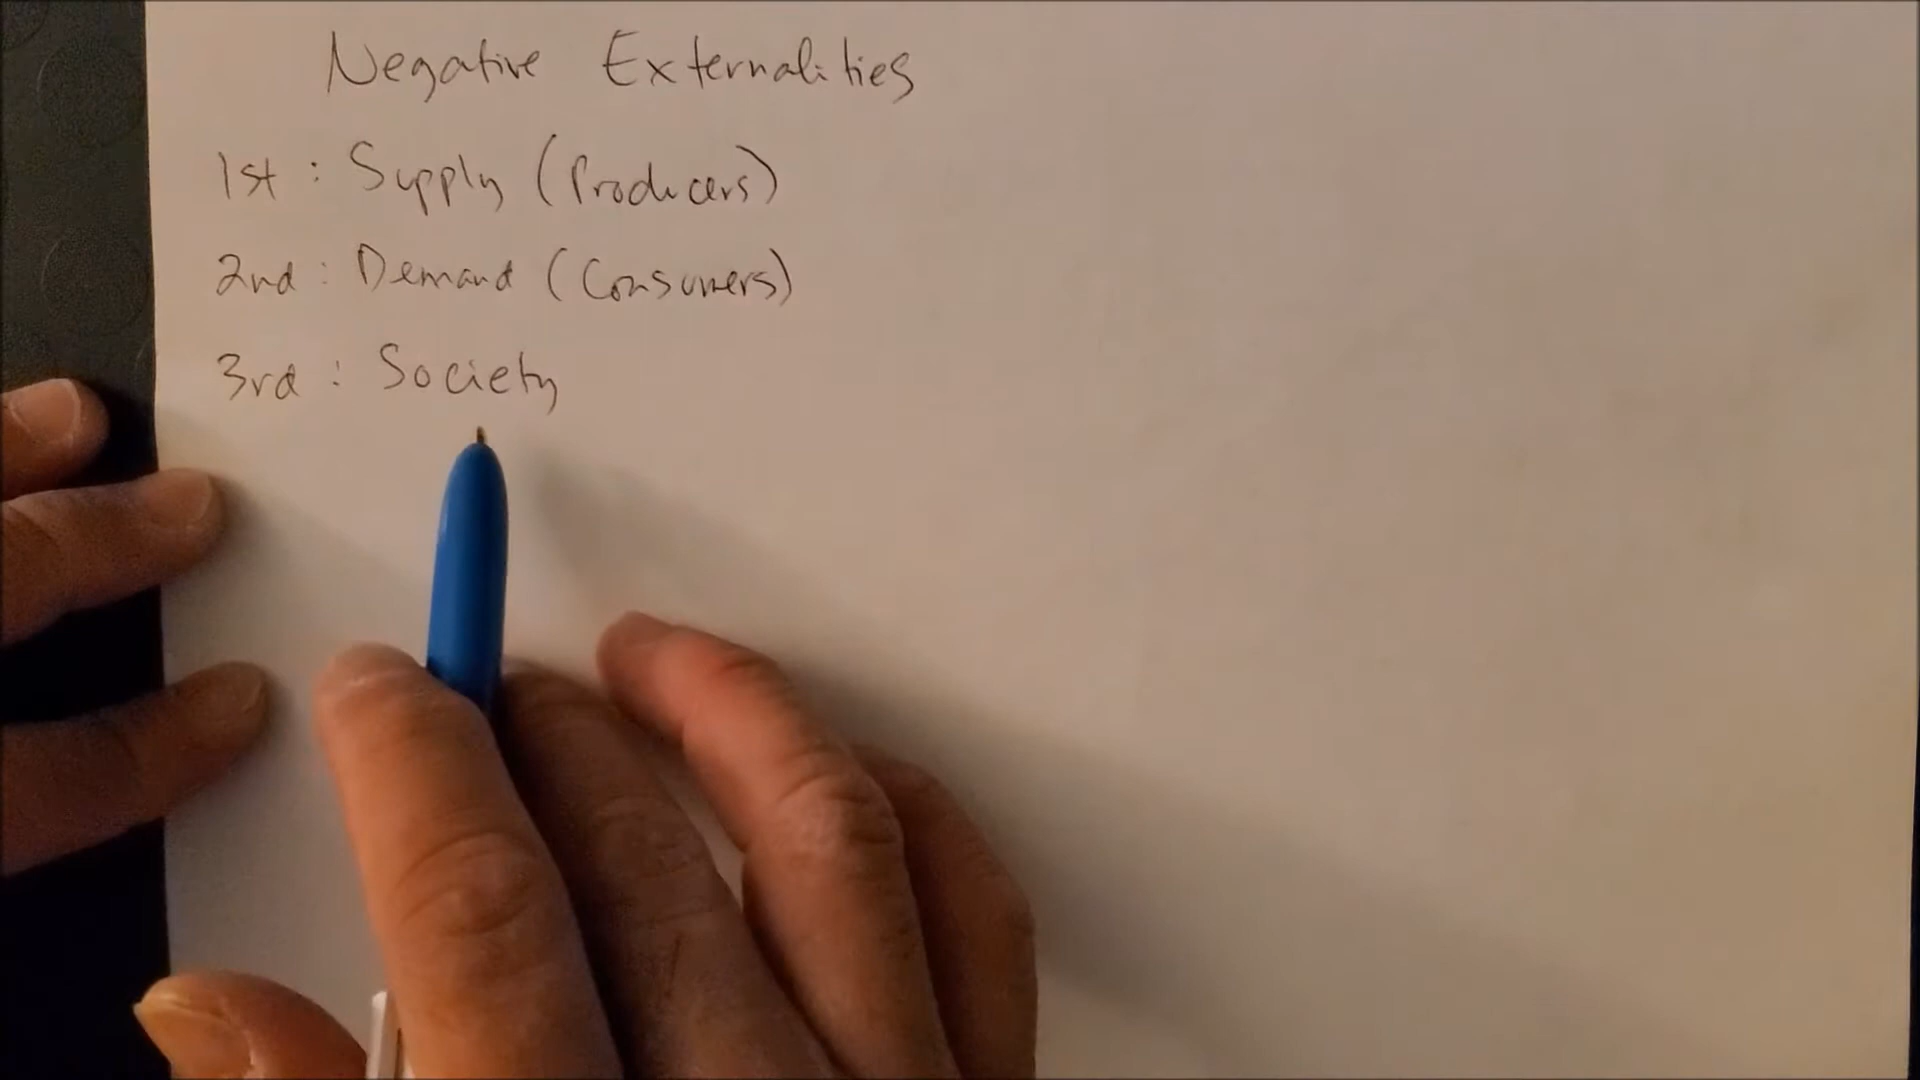 Negative Externalities
1st : Supply (Producers)
2nd : Demand (Consumers)
3rd : Society